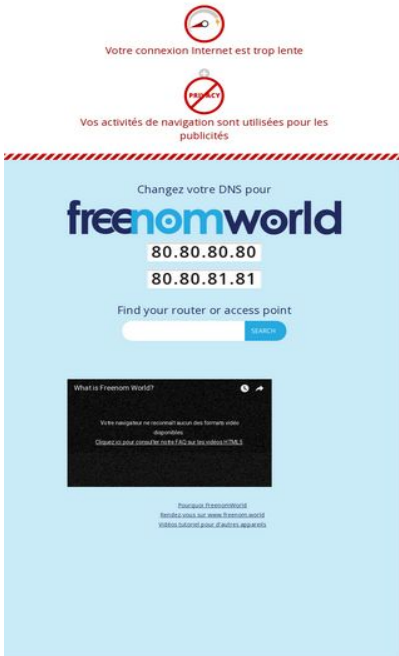 Votre connexion Internet est trop lente
PRIVACY
Vos activités de navigation sont utilisées pour les
publicités
Changez votre DNS pour
freenomworld
80.80.80.80
80.80.81.81
Find your router or access point
SEARCH
What is Freenom World?
Votre navigateur ne reconnaît aucun des formats vidéo
disponibles.
Cliquez ici pour consulter notre FAQ sur les vidéos HTML5
Pourquoi FreenomWorld
Rendez-vous sur www.freenom.world
Vidéos tutoriel pour d'autres appareils